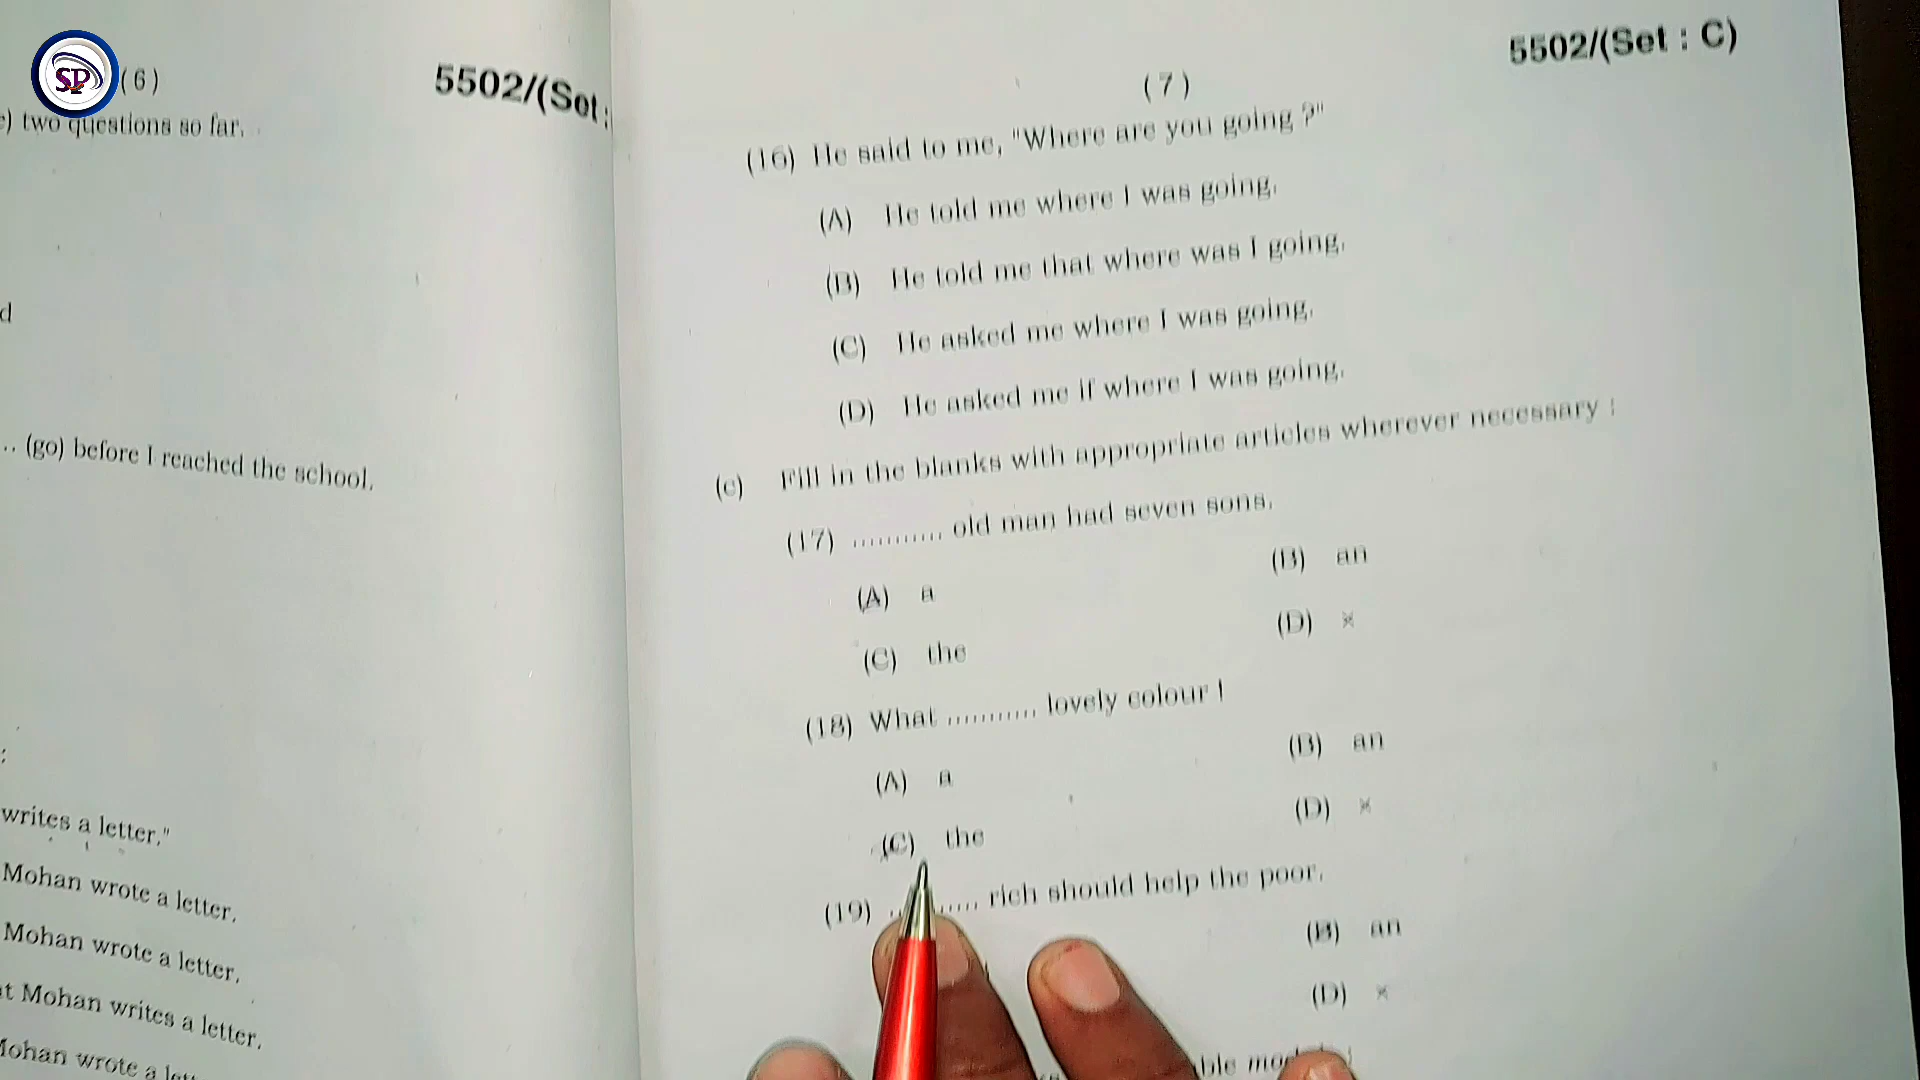 SP
(6)
5502/(Set:
) two questions so far.
d
.. (go) before I reached the school.
;
writes a letter."
Mohan wrote a letter.
Mohan wrote a letter.
t Mohan writes a letter.
Mohan wrote a
5502/(Set : C)
(7)
(16) He said to me, "Where are you going ?"
(A) He told me where I was going.
(B) He told me that where was I going.
(C) He asked me where I was going.
(D) He asked me if where I was going.
(c) Fill in the blanks with appropriate articles wherever necessary :
(17) ........... old man had seven sons.
(A) a (B) an
(C) the (D) ×
(18) What ........... lovely colour !
(A) a (B) an
(C) the (D) ×
(19) ........... rich should help the poor.
(B) an
(D) ×